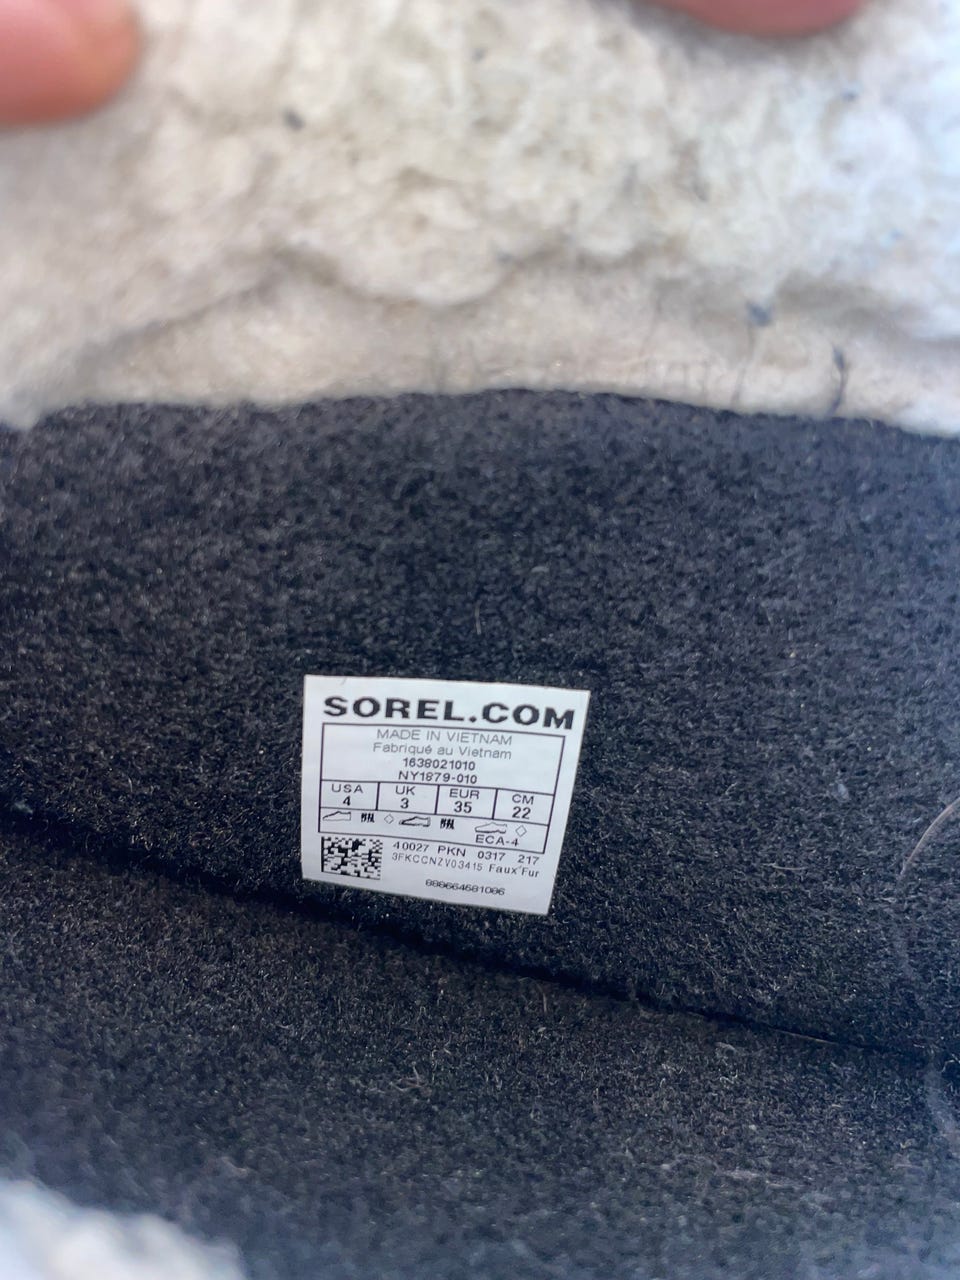 SOREL.COM
MADE IN VIETNAM
Fabriqué au Vietnam
1638021010
NY1879-010
USA UK EUR CM
4 3 35 22
ECA-4
40027 PKN 0317 217
3FKCCNZV03415 Faux Fur
888664681086